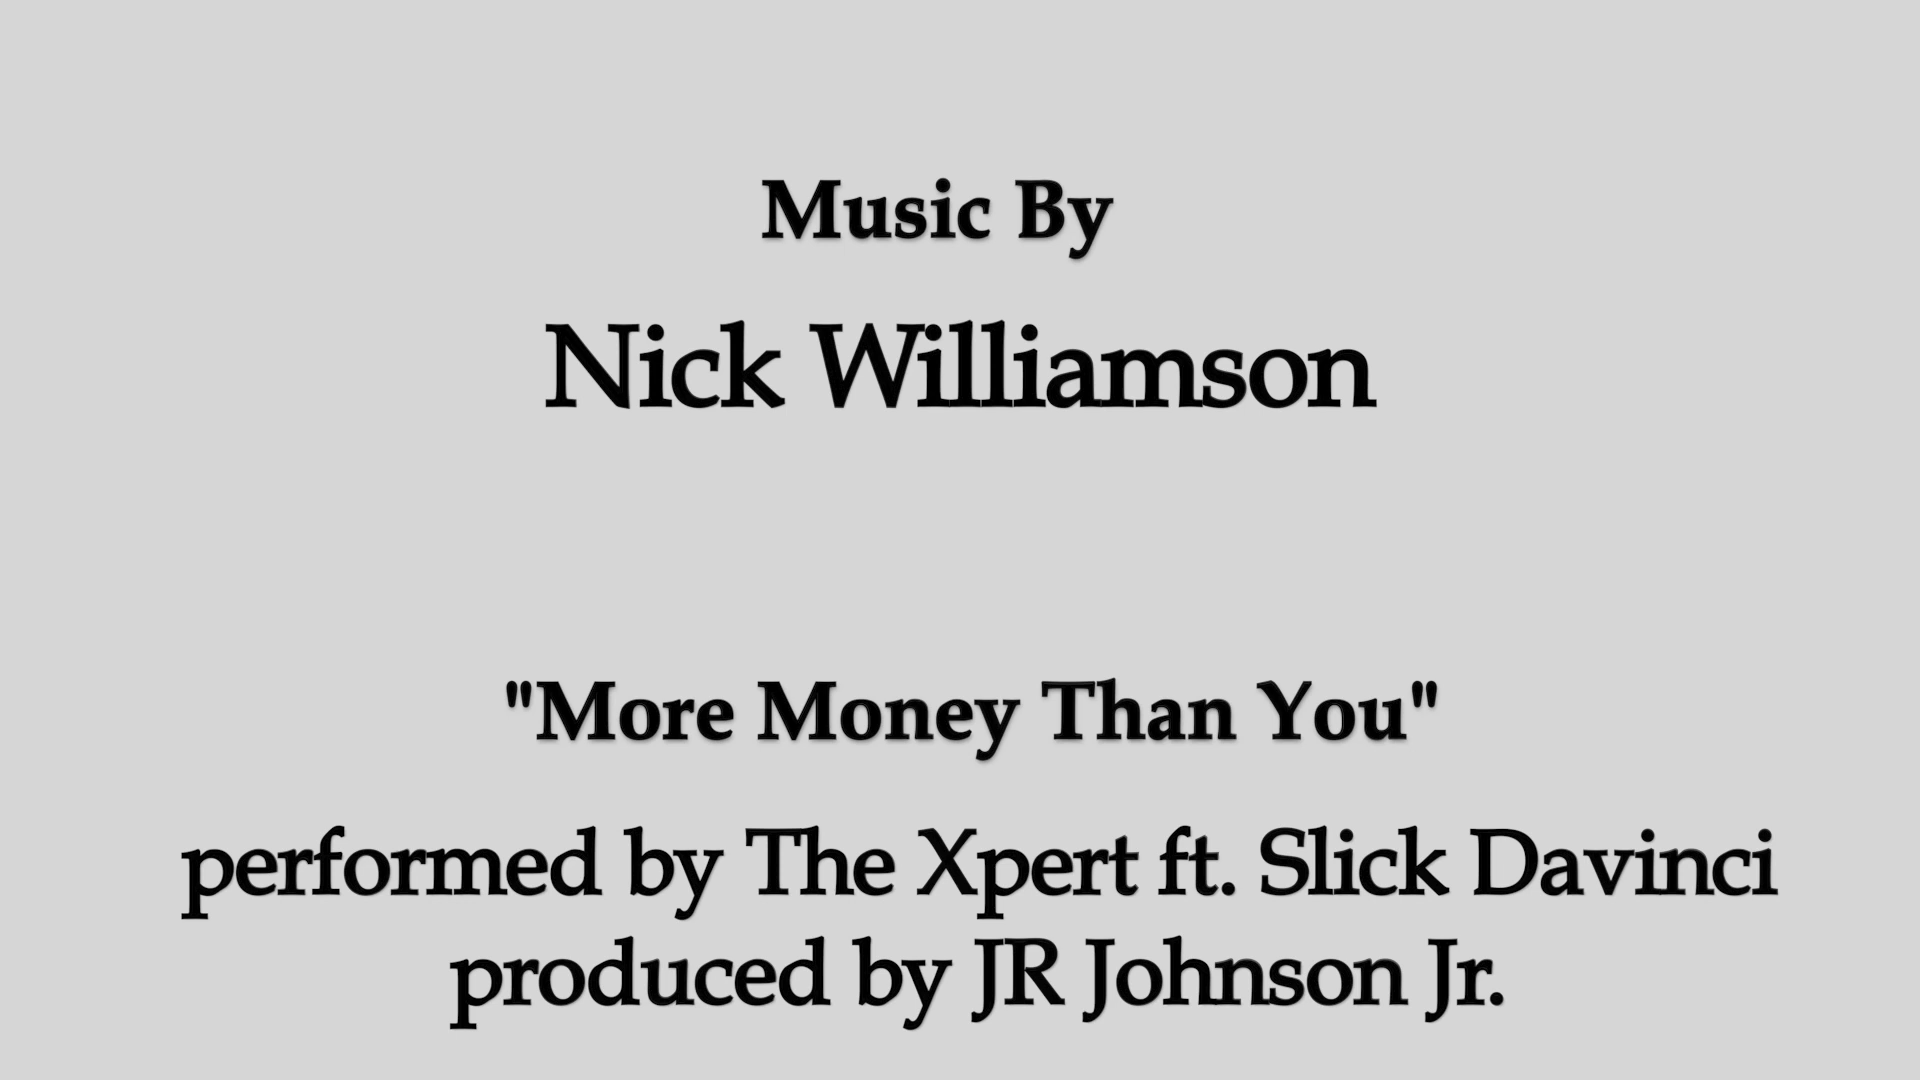 Music By
Nick Williamson
"More Money Than You"
performed by The Xpert ft. Slick Davinci
produced by JR Johnson Jr.